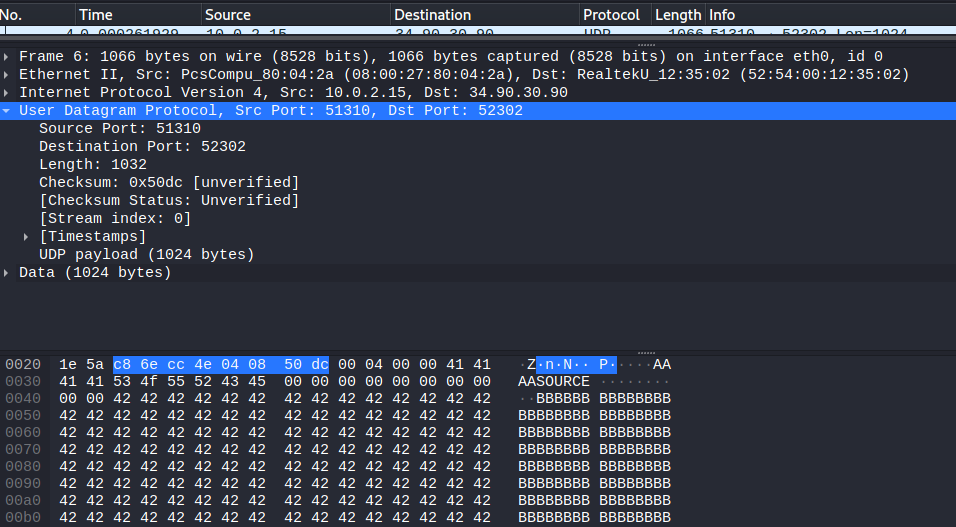 No. Time Source Destination Protocol Length Info
4 0.000261929 10.0.2.15 34.90.30.90 UDP 1066 51310 → 52302 Len=1024
Frame 6: 1066 bytes on wire (8528 bits), 1066 bytes captured (8528 bits) on interface eth0, id 0
Ethernet II, Src: PcsCompu_80:04:2a (08:00:27:80:04:2a), Dst: RealtekU_12:35:02 (52:54:00:12:35:02)
Internet Protocol Version 4, Src: 10.0.2.15, Dst: 34.90.30.90
User Datagram Protocol, Src Port: 51310, Dst Port: 52302
Source Port: 51310
Destination Port: 52302
Length: 1032
Checksum: 0x50dc [unverified]
[Checksum Status: Unverified]
[Stream index: 0]
[Timestamps]
UDP payload (1024 bytes)
Data (1024 bytes)
0020 1e 5a c8 6e cc 4e 04 08 50 dc 00 04 00 00 41 41 ·Z·n·N·· P·····AA
0030 41 41 53 4f 55 52 43 45 00 00 00 00 00 00 00 00 AASOURCE ········
0040 00 00 42 42 42 42 42 42 42 42 42 42 42 42 42 42 ··BBBBBB BBBBBBBB
0050 42 42 42 42 42 42 42 42 42 42 42 42 42 42 42 42 BBBBBBBB BBBBBBBB
0060 42 42 42 42 42 42 42 42 42 42 42 42 42 42 42 42 BBBBBBBB BBBBBBBB
0070 42 42 42 42 42 42 42 42 42 42 42 42 42 42 42 42 BBBBBBBB BBBBBBBB
0080 42 42 42 42 42 42 42 42 42 42 42 42 42 42 42 42 BBBBBBBB BBBBBBBB
0090 42 42 42 42 42 42 42 42 42 42 42 42 42 42 42 42 BBBBBBBB BBBBBBBB
00a0 42 42 42 42 42 42 42 42 42 42 42 42 42 42 42 42 BBBBBBBB BBBBBBBB
00b0 42 42 42 42 42 42 42 42 42 42 42 42 42 42 42 42 BBBBBBBB BBBBBBBB